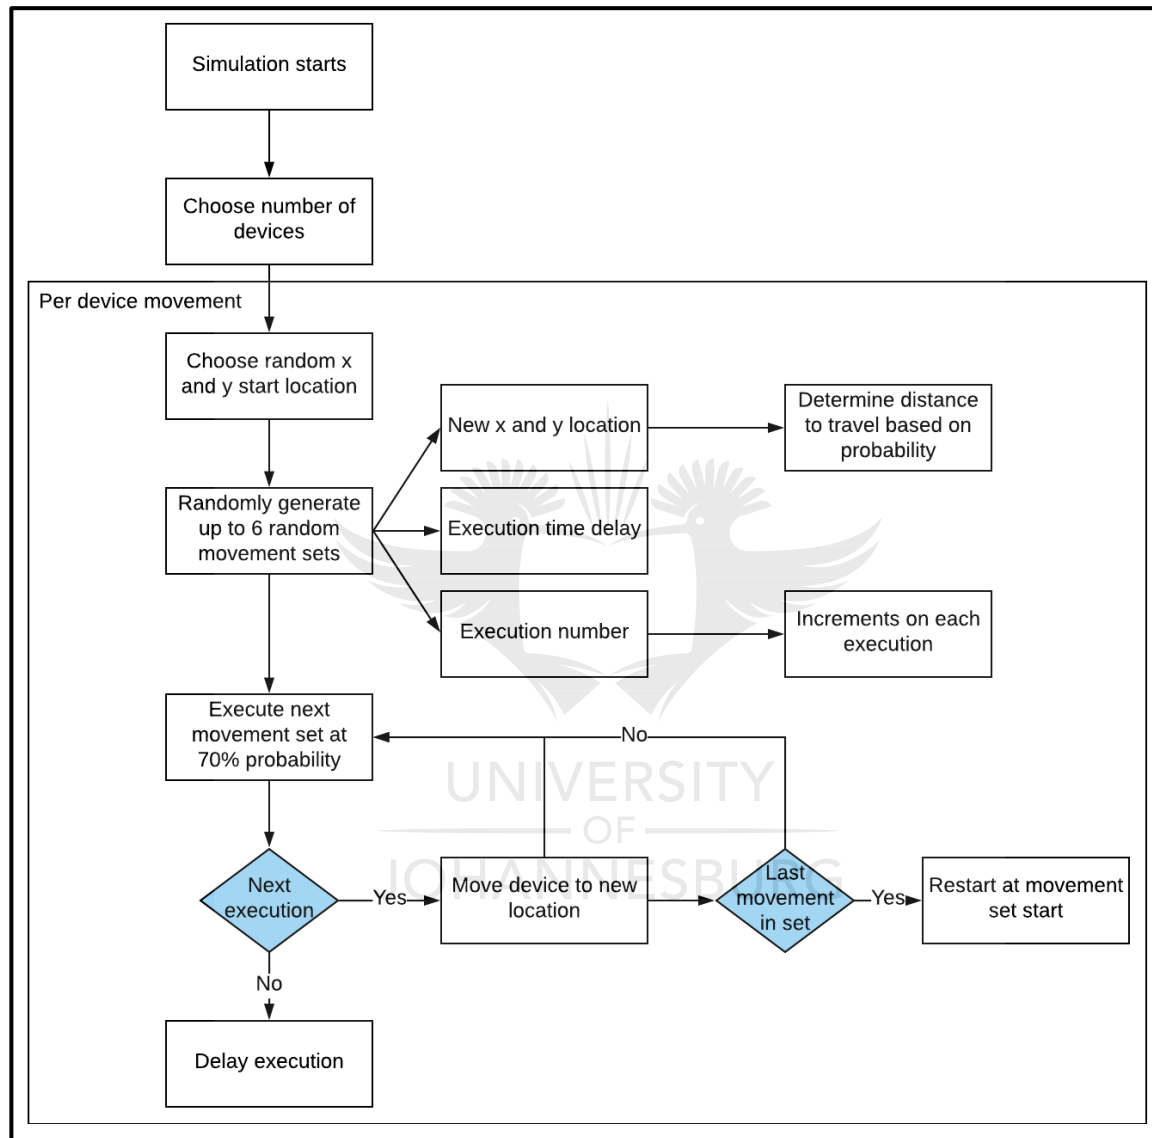 Simulation starts
Choose number of
devices
Per device movement
Choose random x
and y start location
New x and y location
Determine distance
to travel based on
probability
Randomly generate
up to 6 random
movement sets
Execution time delay
Execution number
Increments on each
execution
Execute next
movement set at
70% probability
No
UNIVERSITY
OF
JOHANNESBURG
Next
execution
Yes
Move device to new
location
Last
movement
in set
Yes
Restart at movement
set start
No
Delay execution